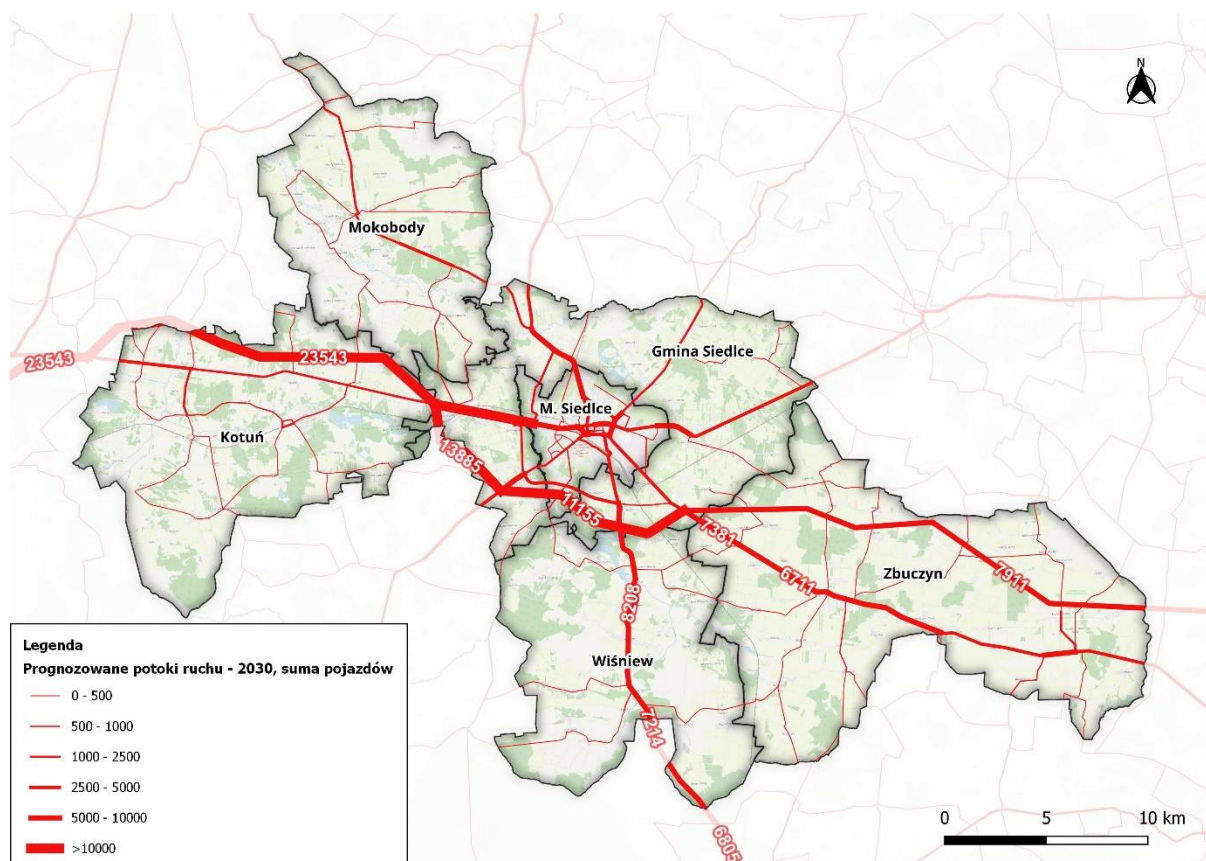 N
Mokobody
Gmina Siedlce
23543
23543
M. Siedlce
Kotuń
13885
11155
7381
6711
Zbuczyn
7911
8208
Wiśniew
7214
6805
Legenda
Prognozowane potoki ruchu - 2030, suma pojazdów
0 - 500
500 - 1000
1000 - 2500
2500 - 5000
5000 - 10000
>10000
0 5 10 km